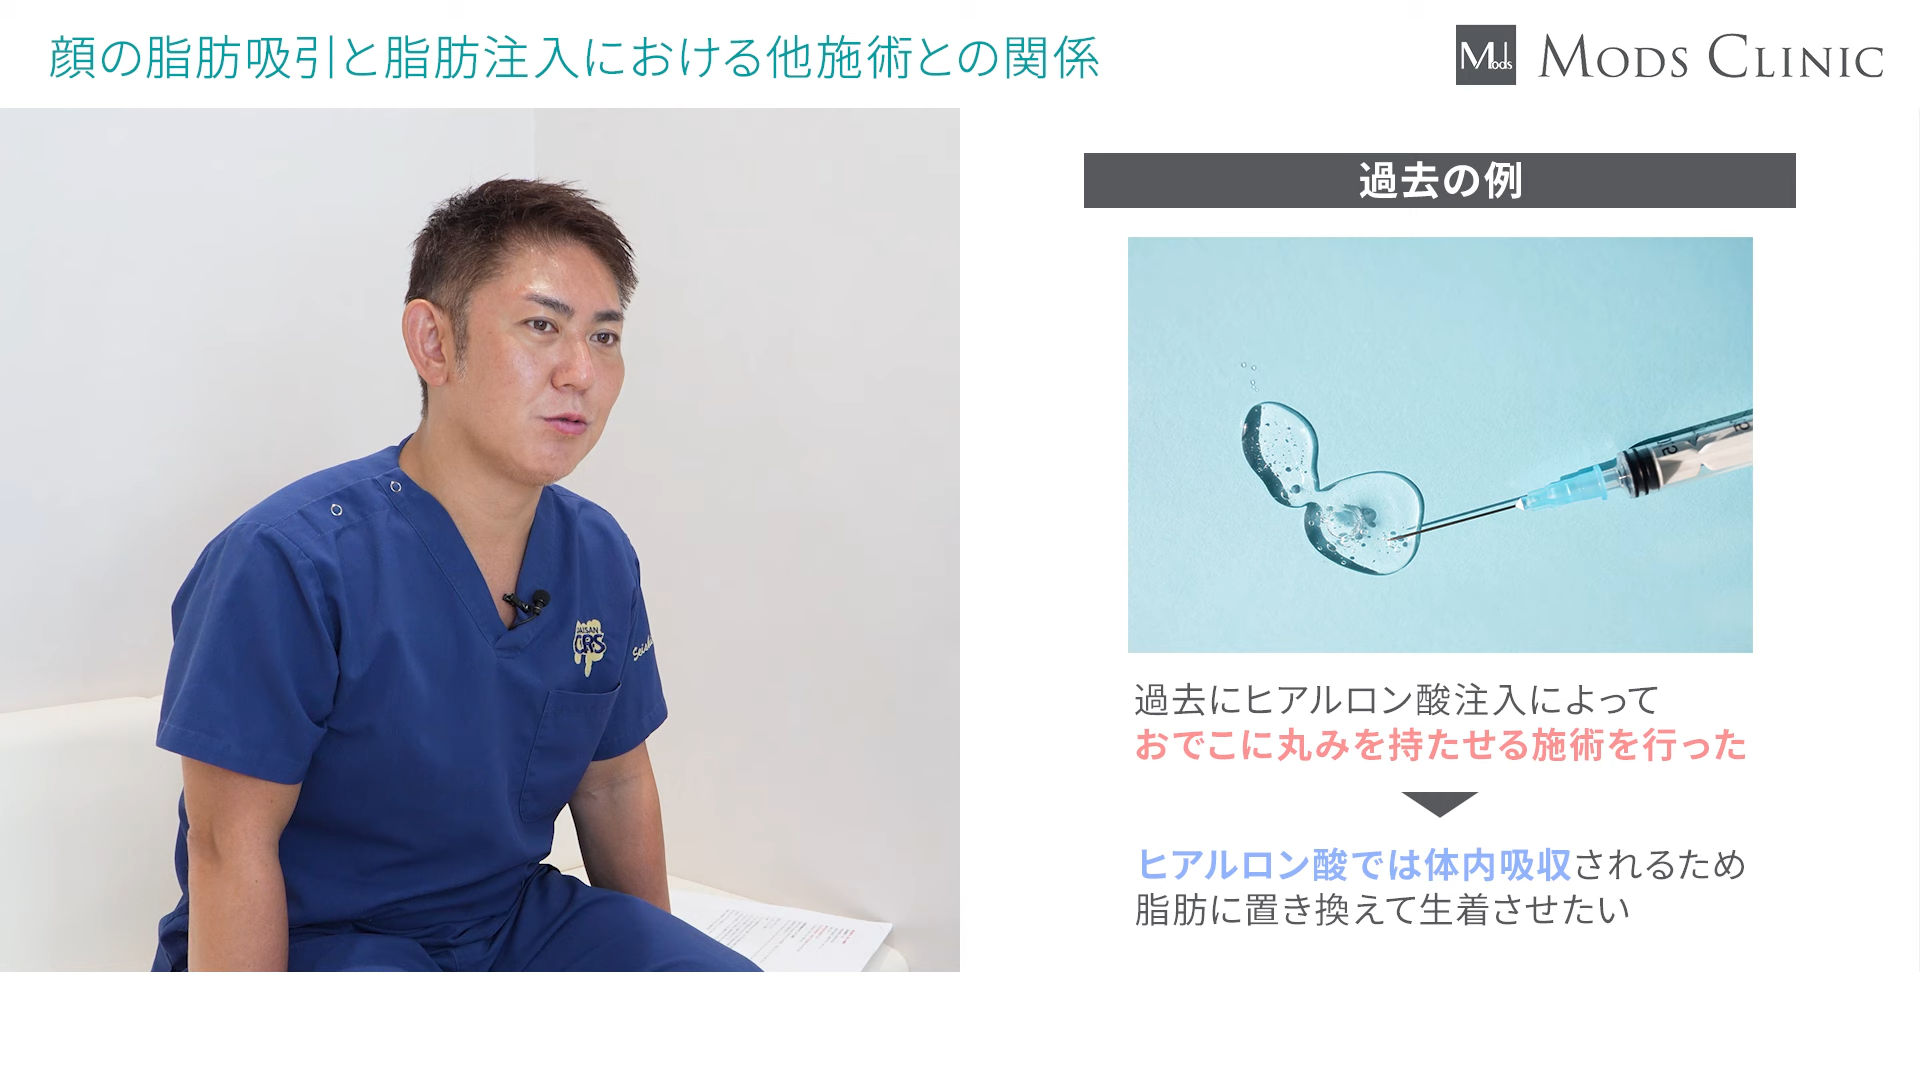 顔の脂肪吸引と脂肪注入における他施術との関係
Mods
MODS CLINIC
過去の例
CRS
過去にヒアルロン酸注入によって
おでこに丸みを持たせる施術を行った
ヒアルロン酸では体内吸収されるため
脂肪に置き換えて生着させたい